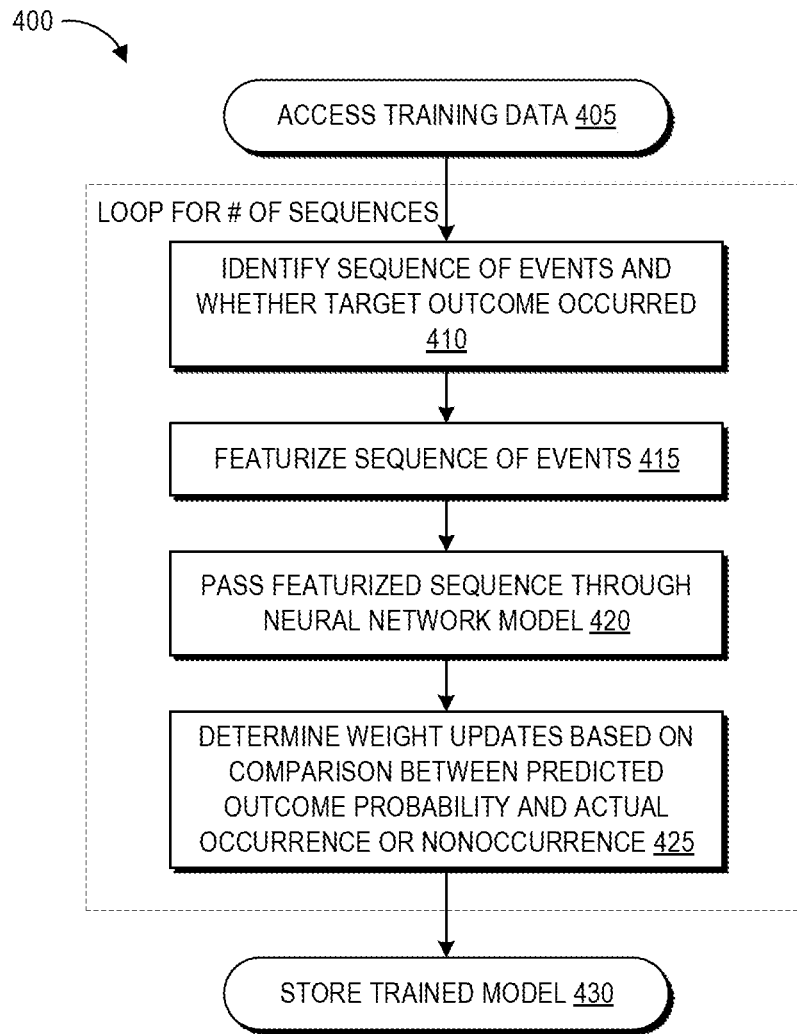 400
ACCESS TRAINING DATA 405
LOOP FOR # OF SEQUENCES
IDENTIFY SEQUENCE OF EVENTS AND
WHETHER TARGET OUTCOME OCCURRED
410
FEATURIZE SEQUENCE OF EVENTS 415
PASS FEATURIZED SEQUENCE THROUGH
NEURAL NETWORK MODEL 420
DETERMINE WEIGHT UPDATES BASED ON
COMPARISON BETWEEN PREDICTED
OUTCOME PROBABILITY AND ACTUAL
OCCURRENCE OR NONOCCURRENCE 425
STORE TRAINED MODEL 430